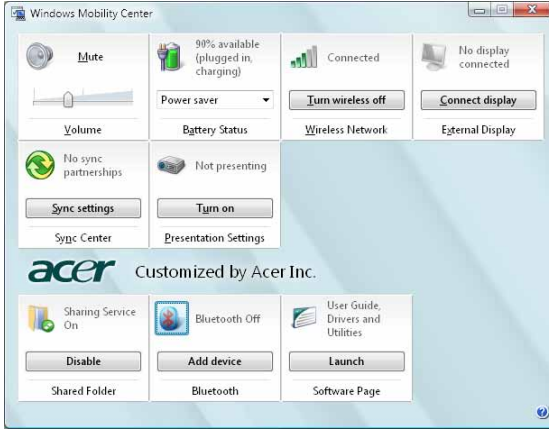 Windows Mobility Center
Mute
Volume
90% available
(plugged in,
charging)
Power saver
Battery Status
Connected
Turn wireless off
Wireless Network
No display
connected
Connect display
External Display
No sync
partnerships
Sync settings
Sync Center
Not presenting
Turn on
Presentation Settings
acer Customized by Acer Inc.
Sharing Service
On
Disable
Shared Folder
Bluetooth Off
Add device
Bluetooth
User Guide,
Drivers and
Utilities
Launch
Software Page